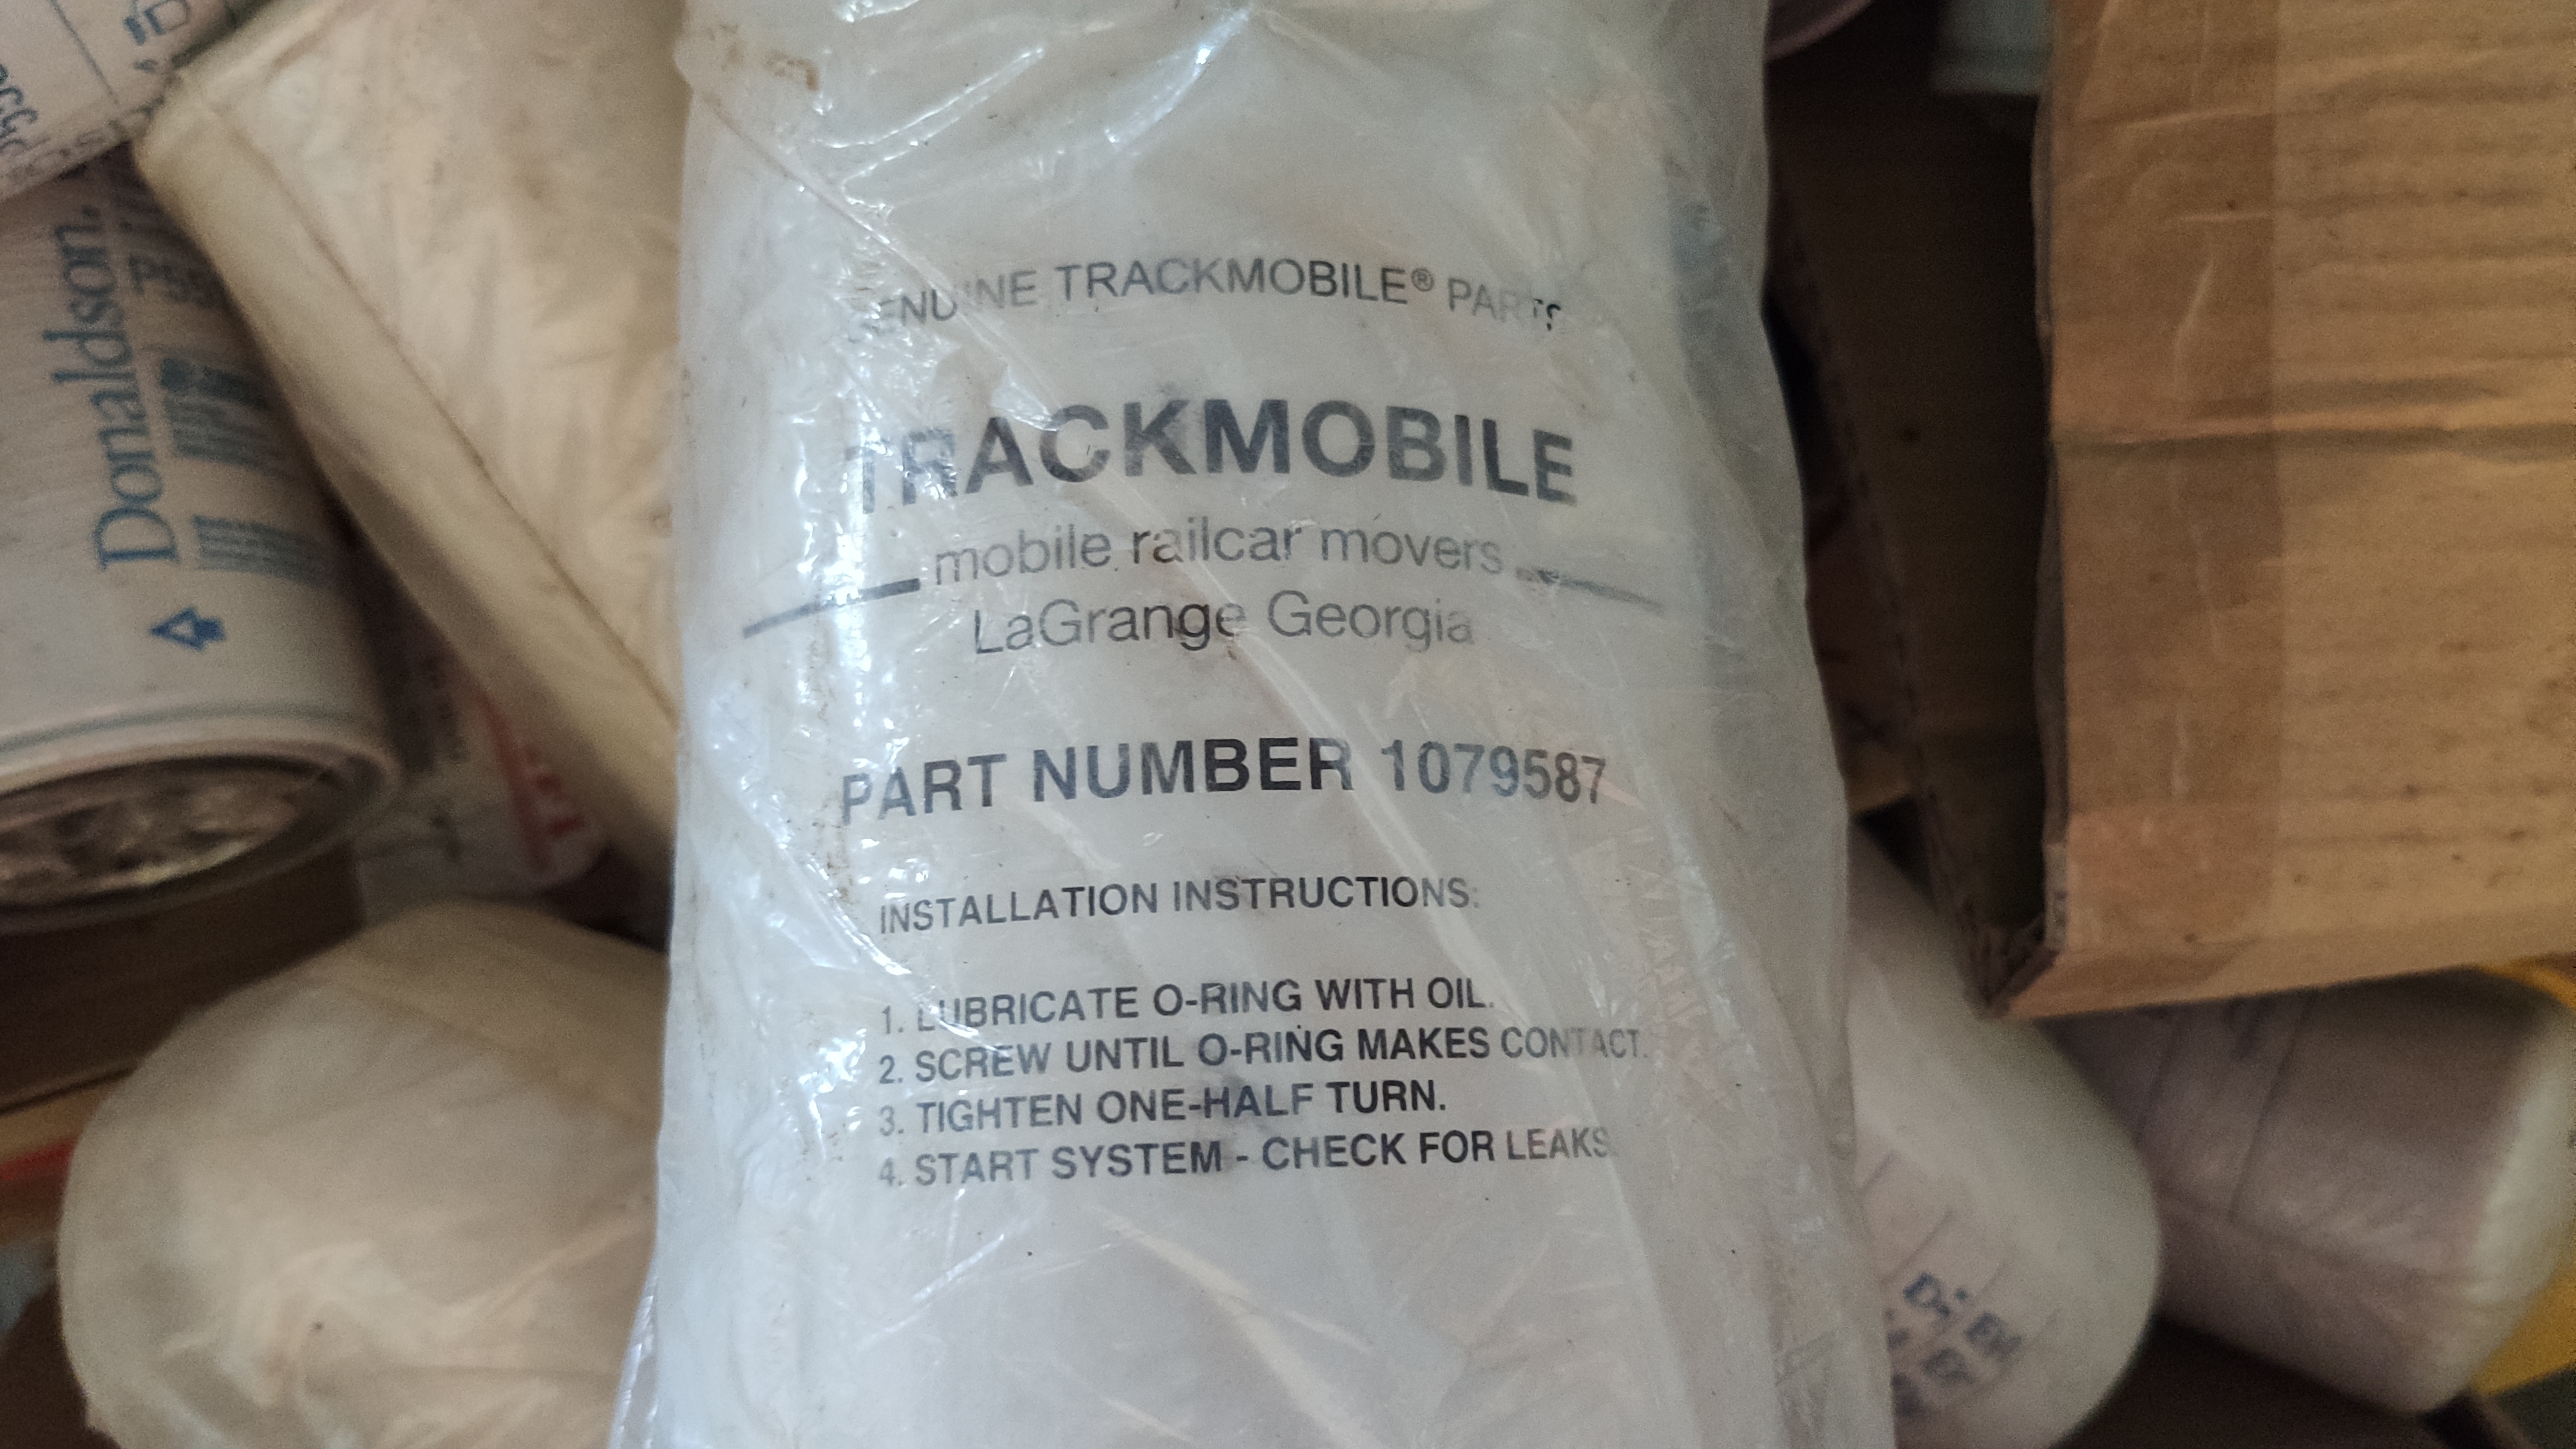 GENUINE TRACKMOBILE® PARTS
TRACKMOBILE
mobile railcar movers
LaGrange Georgia
PART NUMBER 1079587
INSTALLATION INSTRUCTIONS:
1. LUBRICATE O-RING WITH OIL.
2. SCREW UNTIL O-RING MAKES CONTACT.
3. TIGHTEN ONE-HALF TURN.
4. START SYSTEM - CHECK FOR LEAKS.
Donaldson.